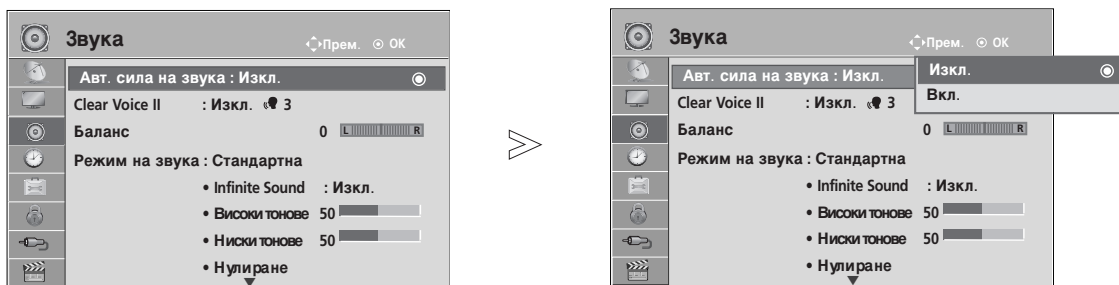 Звука
Прем. OK
Авт. сила на звука : Изкл.
Clear Voice II : Изкл. 3
Баланс 0 L R
Режим на звука : Стандартна
• Infinite Sound : Изкл.
• Високи тонове 50
• Ниски тонове 50
• Нулиране
>
Звука
Прем. OK
Авт. сила на звука : Изкл.
Изкл.
Вкл.
Clear Voice II : Изкл. 3
Баланс 0 L R
Режим на звука : Стандартна
• Infinite Sound : Изкл.
• Високи тонове 50
• Ниски тонове 50
• Нулиране